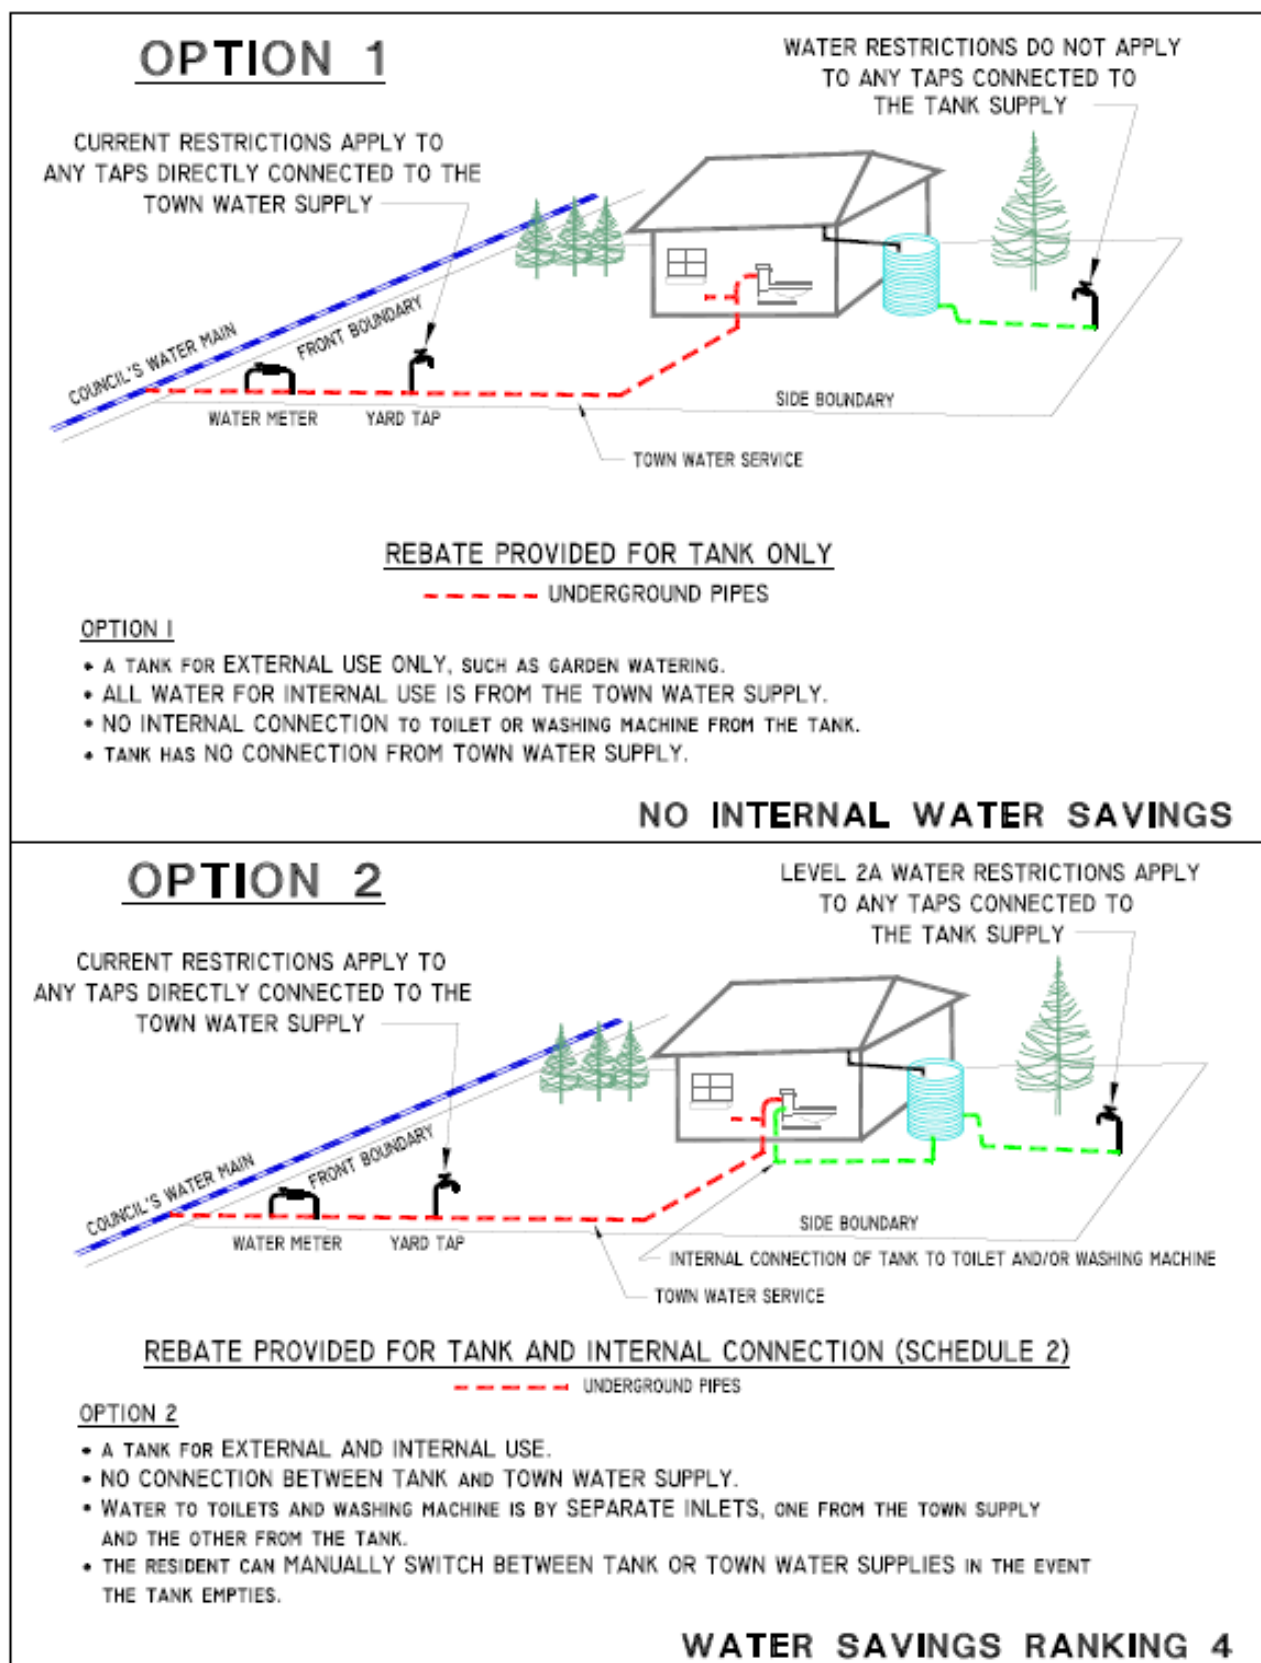 OPTION 1
WATER RESTRICTIONS DO NOT APPLY
TO ANY TAPS CONNECTED TO
THE TANK SUPPLY
CURRENT RESTRICTIONS APPLY TO
ANY TAPS DIRECTLY CONNECTED TO THE
TOWN WATER SUPPLY
COUNCIL'S WATER MAIN
FRONT BOUNDARY
WATER METER
YARD TAP
SIDE BOUNDARY
TOWN WATER SERVICE
REBATE PROVIDED FOR TANK ONLY
UNDERGROUND PIPES
OPTION 1
• A TANK FOR EXTERNAL USE ONLY, SUCH AS GARDEN WATERING.
• ALL WATER FOR INTERNAL USE IS FROM THE TOWN WATER SUPPLY.
• NO INTERNAL CONNECTION TO TOILET OR WASHING MACHINE FROM THE TANK.
• TANK HAS NO CONNECTION FROM TOWN WATER SUPPLY.
NO INTERNAL WATER SAVINGS
OPTION 2
LEVEL 2A WATER RESTRICTIONS APPLY
TO ANY TAPS CONNECTED TO
THE TANK SUPPLY
CURRENT RESTRICTIONS APPLY TO
ANY TAPS DIRECTLY CONNECTED TO THE
TOWN WATER SUPPLY
COUNCIL'S WATER MAIN
FRONT BOUNDARY
WATER METER
YARD TAP
SIDE BOUNDARY
INTERNAL CONNECTION OF TANK TO TOILET AND/OR WASHING MACHINE
TOWN WATER SERVICE
REBATE PROVIDED FOR TANK AND INTERNAL CONNECTION (SCHEDULE 2)
UNDERGROUND PIPES
OPTION 2
• A TANK FOR EXTERNAL AND INTERNAL USE.
• NO CONNECTION BETWEEN TANK AND TOWN WATER SUPPLY.
• WATER TO TOILETS AND WASHING MACHINE IS BY SEPARATE INLETS, ONE FROM THE TOWN SUPPLY
AND THE OTHER FROM THE TANK.
• THE RESIDENT CAN MANUALLY SWITCH BETWEEN TANK OR TOWN WATER SUPPLIES IN THE EVENT
THE TANK EMPTIES.
WATER SAVINGS RANKING 4